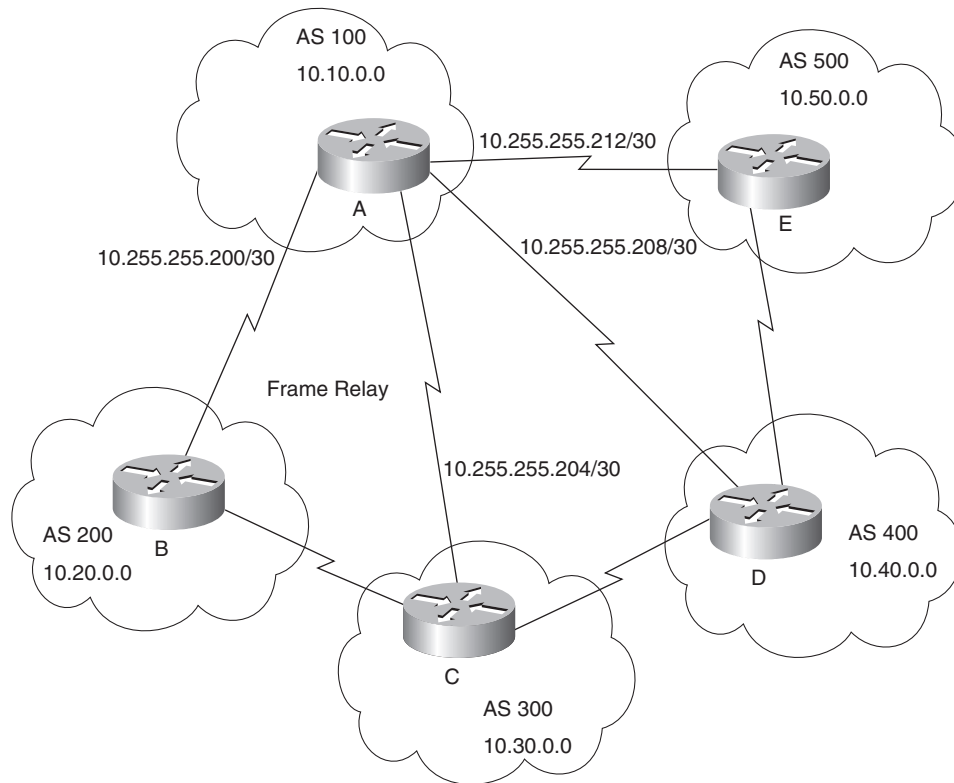 AS 100
10.10.0.0
AS 500
10.50.0.0
10.255.255.212/30
A
E
10.255.255.200/30
10.255.255.208/30
Frame Relay
10.255.255.204/30
AS 200
10.20.0.0
B
D
AS 400
10.40.0.0
C
AS 300
10.30.0.0